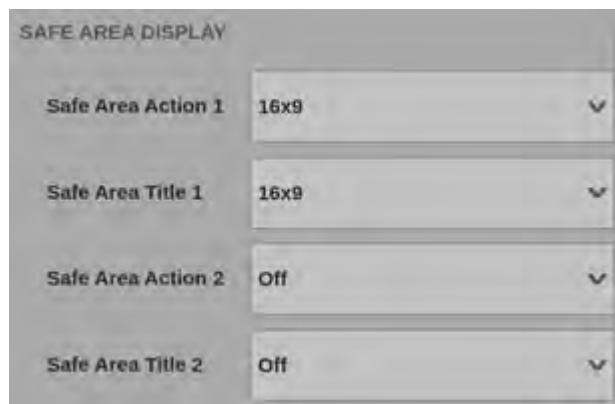 SAFE AREA DISPLAY
Safe Area Action 1 16x9
Safe Area Title 1 16x9
Safe Area Action 2 Off
Safe Area Title 2 Off